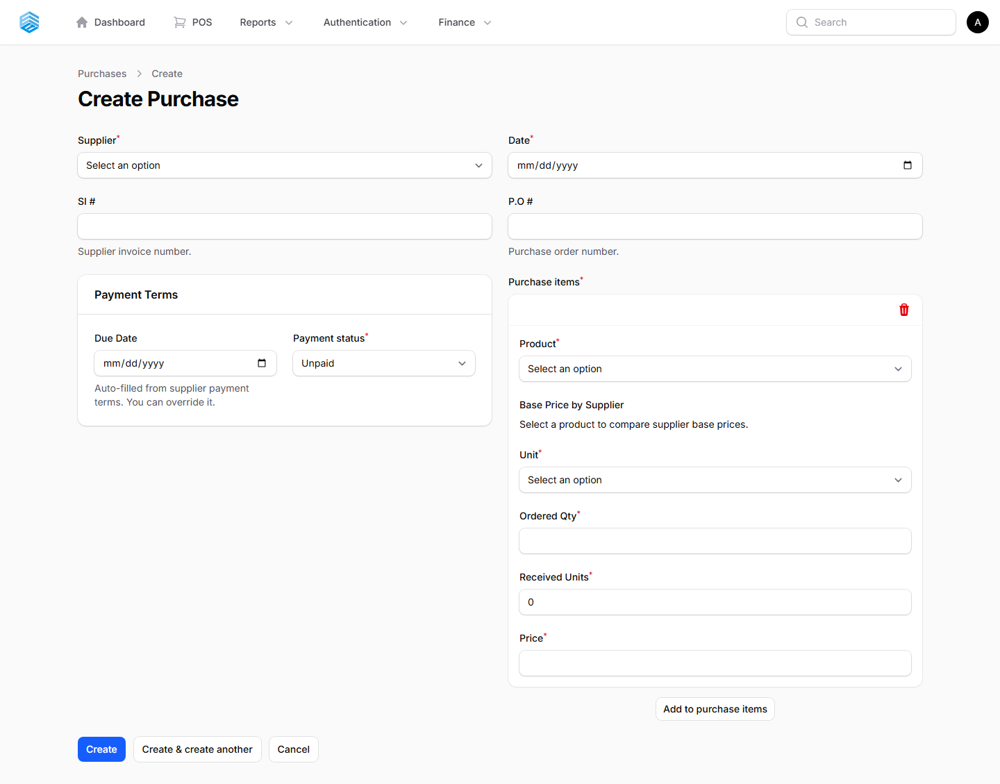 Dashboard
POS
Reports
Authentication
Finance
Search
A
Purchases > Create
Create Purchase
Supplier*
Select an option
Date*
mm/dd/yyyy
SI #
Supplier invoice number.
P.O #
Purchase order number.
Payment Terms
Due Date
mm/dd/yyyy
Auto-filled from supplier payment
terms. You can override it.
Payment status*
Unpaid
Purchase items*
Product*
Select an option
Base Price by Supplier
Select a product to compare supplier base prices.
Unit*
Select an option
Ordered Qty*
Received Units*
0
Price*
Add to purchase items
Create
Create & create another
Cancel